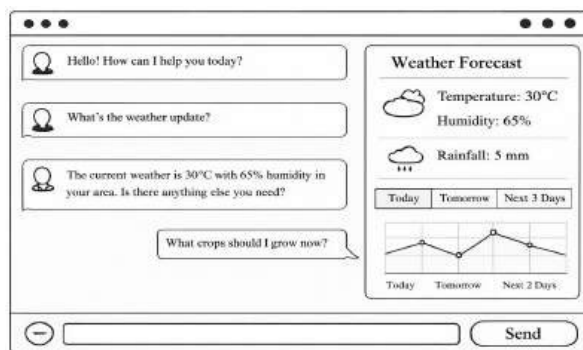 Hello! How can I help you today?
What's the weather update?
The current weather is 30°C with 65% humidity in
your area. Is there anything else you need?
What crops should I grow now?
Weather Forecast
Temperature: 30°C
Humidity: 65%
Rainfall: 5 mm
Today Tomorrow Next 3 Days
Today Tomorrow Next 2 Days
Send